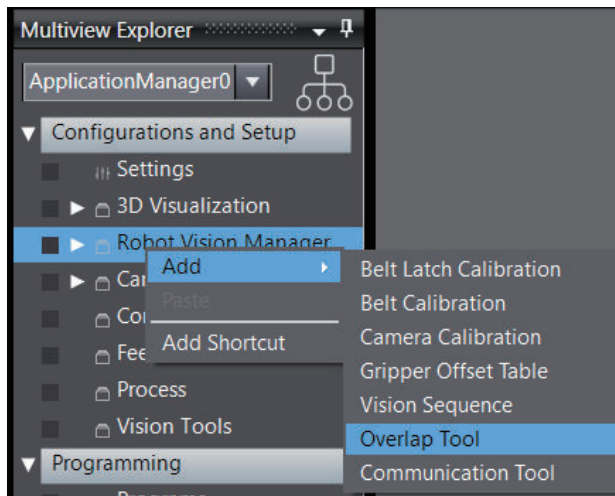 Multiview Explorer
ApplicationManager0
Configurations and Setup
Settings
3D Visualization
Robot Vision Manager
Add
Paste
Add Shortcut
Belt Latch Calibration
Belt Calibration
Camera Calibration
Gripper Offset Table
Vision Sequence
Overlap Tool
Communication Tool
Process
Vision Tools
Programming